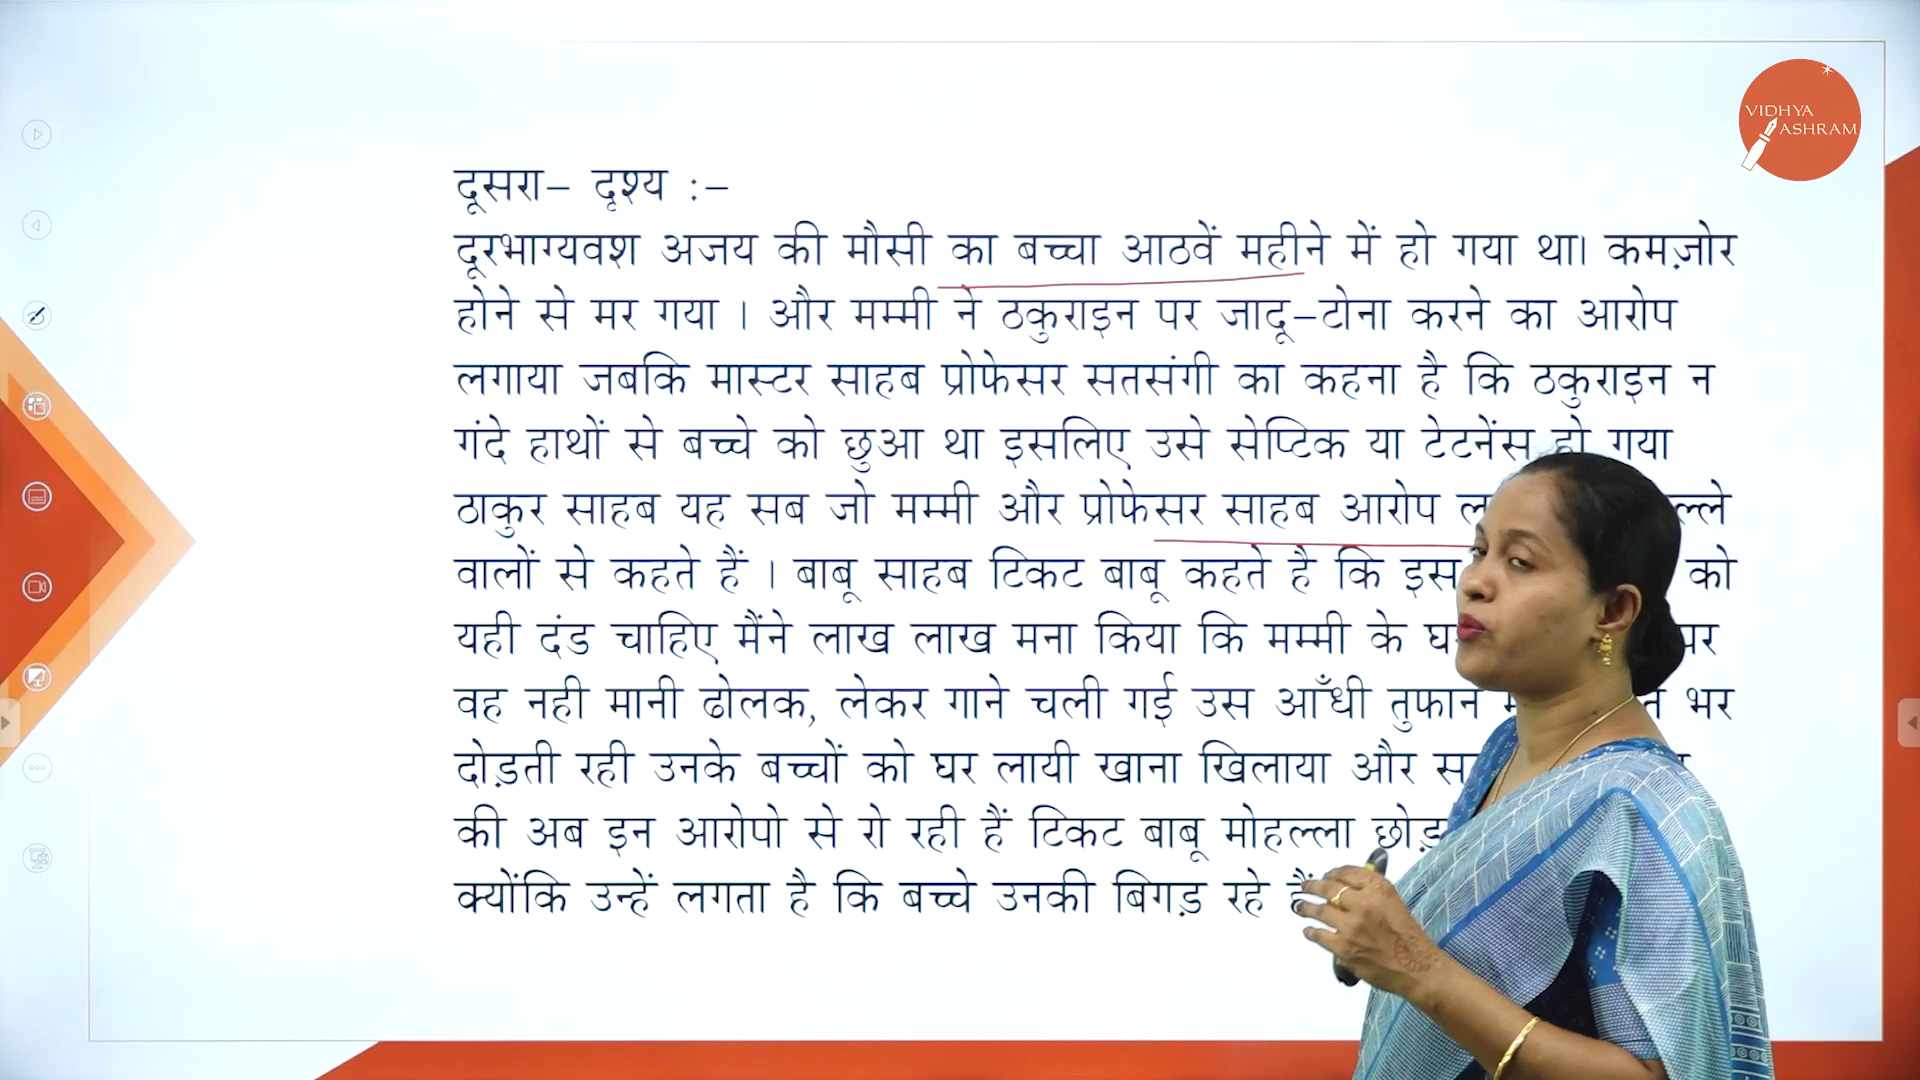 VIDHYA
ASHRAM
दूसरा– दृश्य :–
दूरभाग्यवश अजय की मौसी का बच्चा आठवें महीने में हो गया था। कमज़ोर
होने से मर गया । और मम्मी ने ठकुराइन पर जादू–टोना करने का आरोप
लगाया जबकि मास्टर साहब प्रोफेसर सतसंगी का कहना है कि ठकुराइन न
गंदे हाथों से बच्चे को छुआ था इसलिए उसे सेप्टिक या टेटनेंस हो गया
ठाकुर साहब यह सब जो मम्मी और प्रोफेसर साहब आरोप
वालों से कहते हैं । बाबू साहब टिकट बाबू कहते है कि इस को
यही दंड चाहिए मैंने लाख लाख मना किया कि मम्मी के
वह नही मानी ढोलक, लेकर गाने चली गई उस आँधी तुफान भर
दोड़ती रही उनके बच्चों को घर लायी खाना खिलाया और
की अब इन आरोपो से रो रही हैं टिकट बाबू मोहल्ला
क्योंकि उन्हें लगता है कि बच्चे उनकी बिगड़ रहे हैं